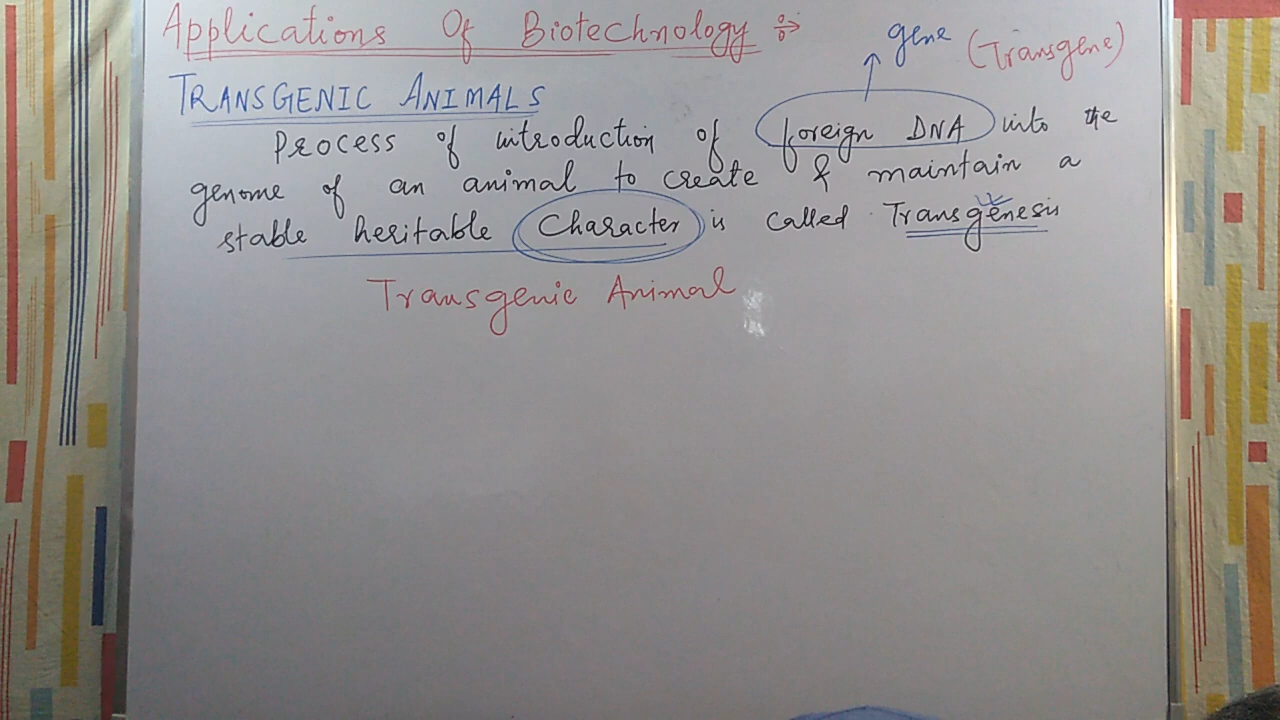 Applications Of Biotechnology :->
gene (Transgene)
TRANSGENIC ANIMALS
Process of introduction of foreign DNA into the
genome of an animal to create & maintain a
stable heritable Character is called Transgenesis
Transgenic Animal